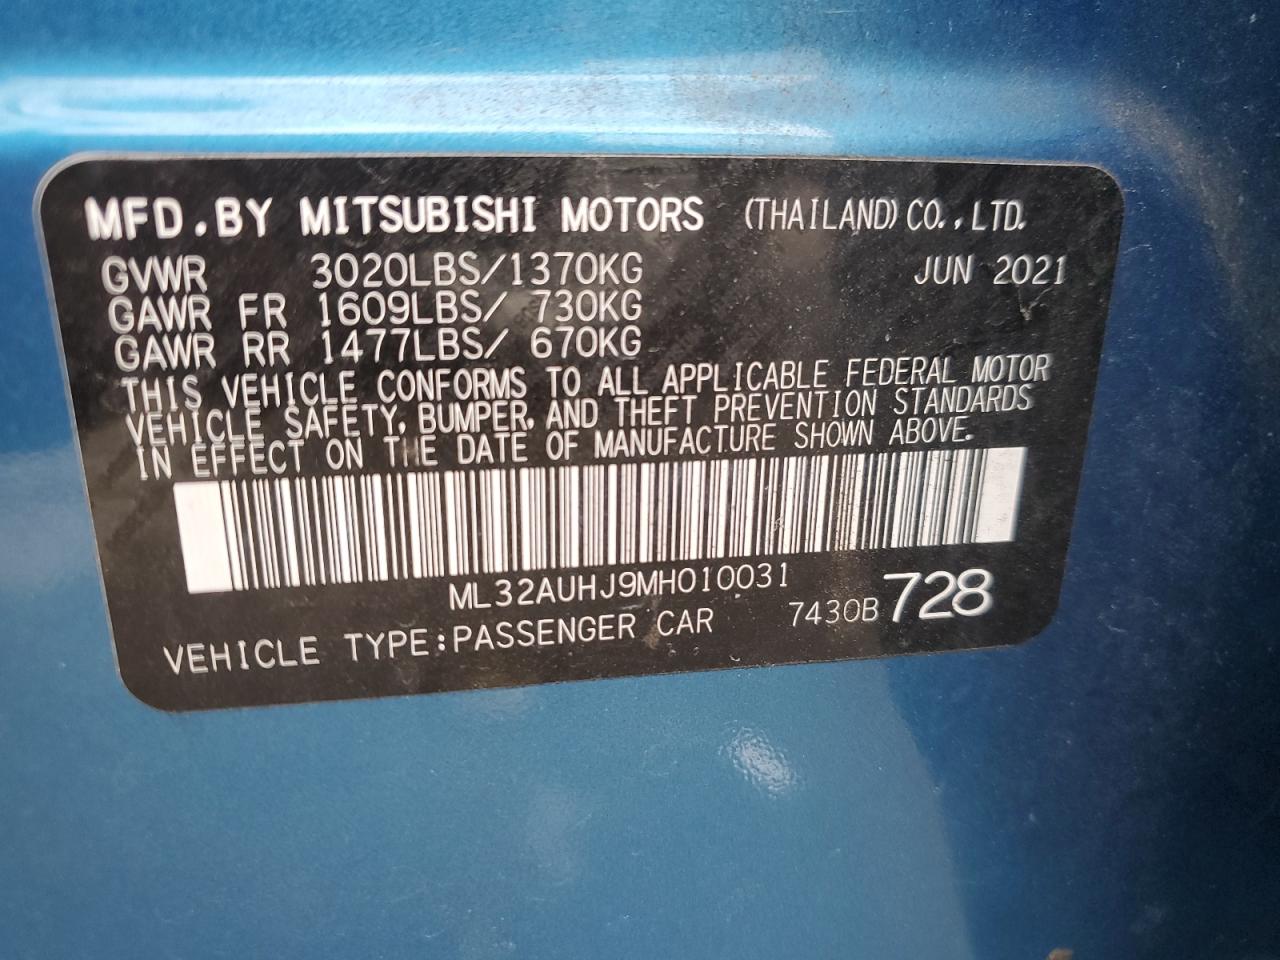 MFD.BY MITSUBISHI MOTORS (THAILAND) CO., LTD.
GVWR 3020LBS/1370KG JUN 2021
GAWR FR 1609LBS/ 730KG
GAWR RR 1477LBS/ 670KG
THIS VEHICLE CONFORMS TO ALL APPLICABLE FEDERAL MOTOR
VEHICLE SAFETY, BUMPER, AND THEFT PREVENTION STANDARDS
IN EFFECT ON THE DATE OF MANUFACTURE SHOWN ABOVE.
ML32AUHJ9MH010031
VEHICLE TYPE:PASSENGER CAR 7430B 728